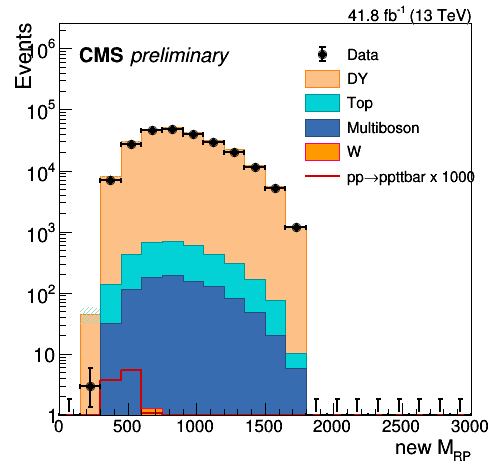 41.8 fb⁻¹ (13 TeV)
Events
CMS preliminary
Data
DY
Top
Multiboson
W
pp→ppttbar x 1000
10⁶
10⁵
10⁴
10³
10²
10
1
0 500 1000 1500 2000 2500 3000
new M_RP